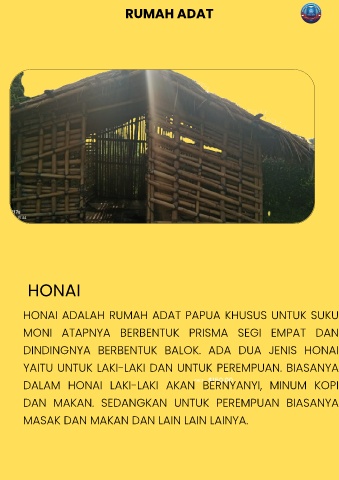 RUMAH ADAT
HONAI
HONAI ADALAH RUMAH ADAT PAPUA KHUSUS UNTUK SUKU
MONI ATAPNYA BERBENTUK PRISMA SEGI EMPAT DAN
DINDINGNYA BERBENTUK BALOK. ADA DUA JENIS HONAI
YAITU UNTUK LAKI-LAKI DAN UNTUK PEREMPUAN. BIASANYA
DALAM HONAI LAKI-LAKI AKAN BERNYANYI, MINUM KOPI
DAN MAKAN. SEDANGKAN UNTUK PEREMPUAN BIASANYA
MASAK DAN MAKAN DAN LAIN LAIN LAINYA.